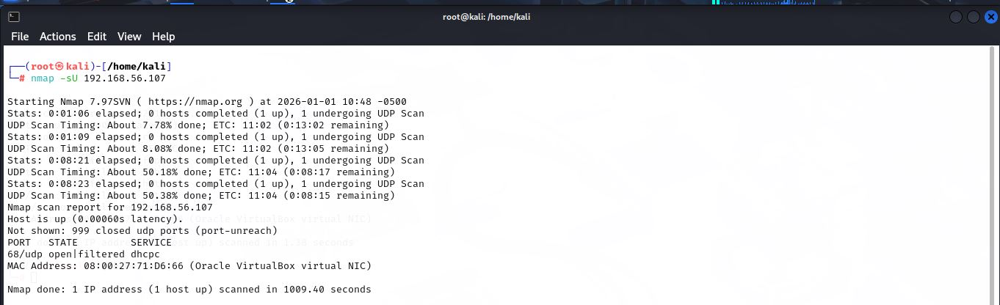 root@kali: /home/kali
File Actions Edit View Help
┌──(root㉿kali)-[/home/kali]
└─# nmap -sU 192.168.56.107
Starting Nmap 7.97SVN ( https://nmap.org ) at 2026-01-01 10:48 -0500
Stats: 0:01:06 elapsed; 0 hosts completed (1 up), 1 undergoing UDP Scan
UDP Scan Timing: About 7.78% done; ETC: 11:02 (0:13:02 remaining)
Stats: 0:01:09 elapsed; 0 hosts completed (1 up), 1 undergoing UDP Scan
UDP Scan Timing: About 8.08% done; ETC: 11:02 (0:13:05 remaining)
Stats: 0:08:21 elapsed; 0 hosts completed (1 up), 1 undergoing UDP Scan
UDP Scan Timing: About 50.18% done; ETC: 11:04 (0:08:17 remaining)
Stats: 0:08:23 elapsed; 0 hosts completed (1 up), 1 undergoing UDP Scan
UDP Scan Timing: About 50.38% done; ETC: 11:04 (0:08:15 remaining)
Nmap scan report for 192.168.56.107
Host is up (0.00060s latency).
Not shown: 999 closed udp ports (port-unreach)
PORT   STATE         SERVICE
68/udp open|filtered dhcpc
MAC Address: 08:00:27:71:D6:66 (Oracle VirtualBox virtual NIC)
Nmap done: 1 IP address (1 host up) scanned in 1009.40 seconds